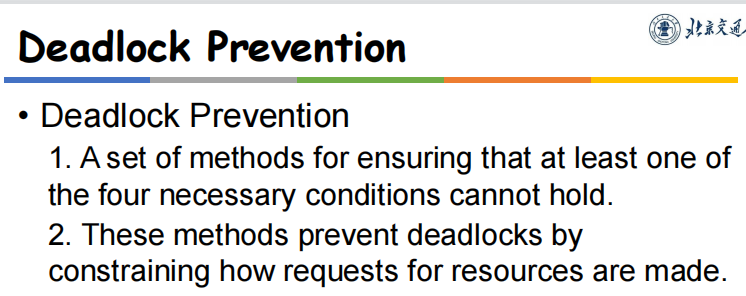 Deadlock Prevention
北京交通
• Deadlock Prevention
1. A set of methods for ensuring that at least one of
the four necessary conditions cannot hold.
2. These methods prevent deadlocks by
constraining how requests for resources are made.